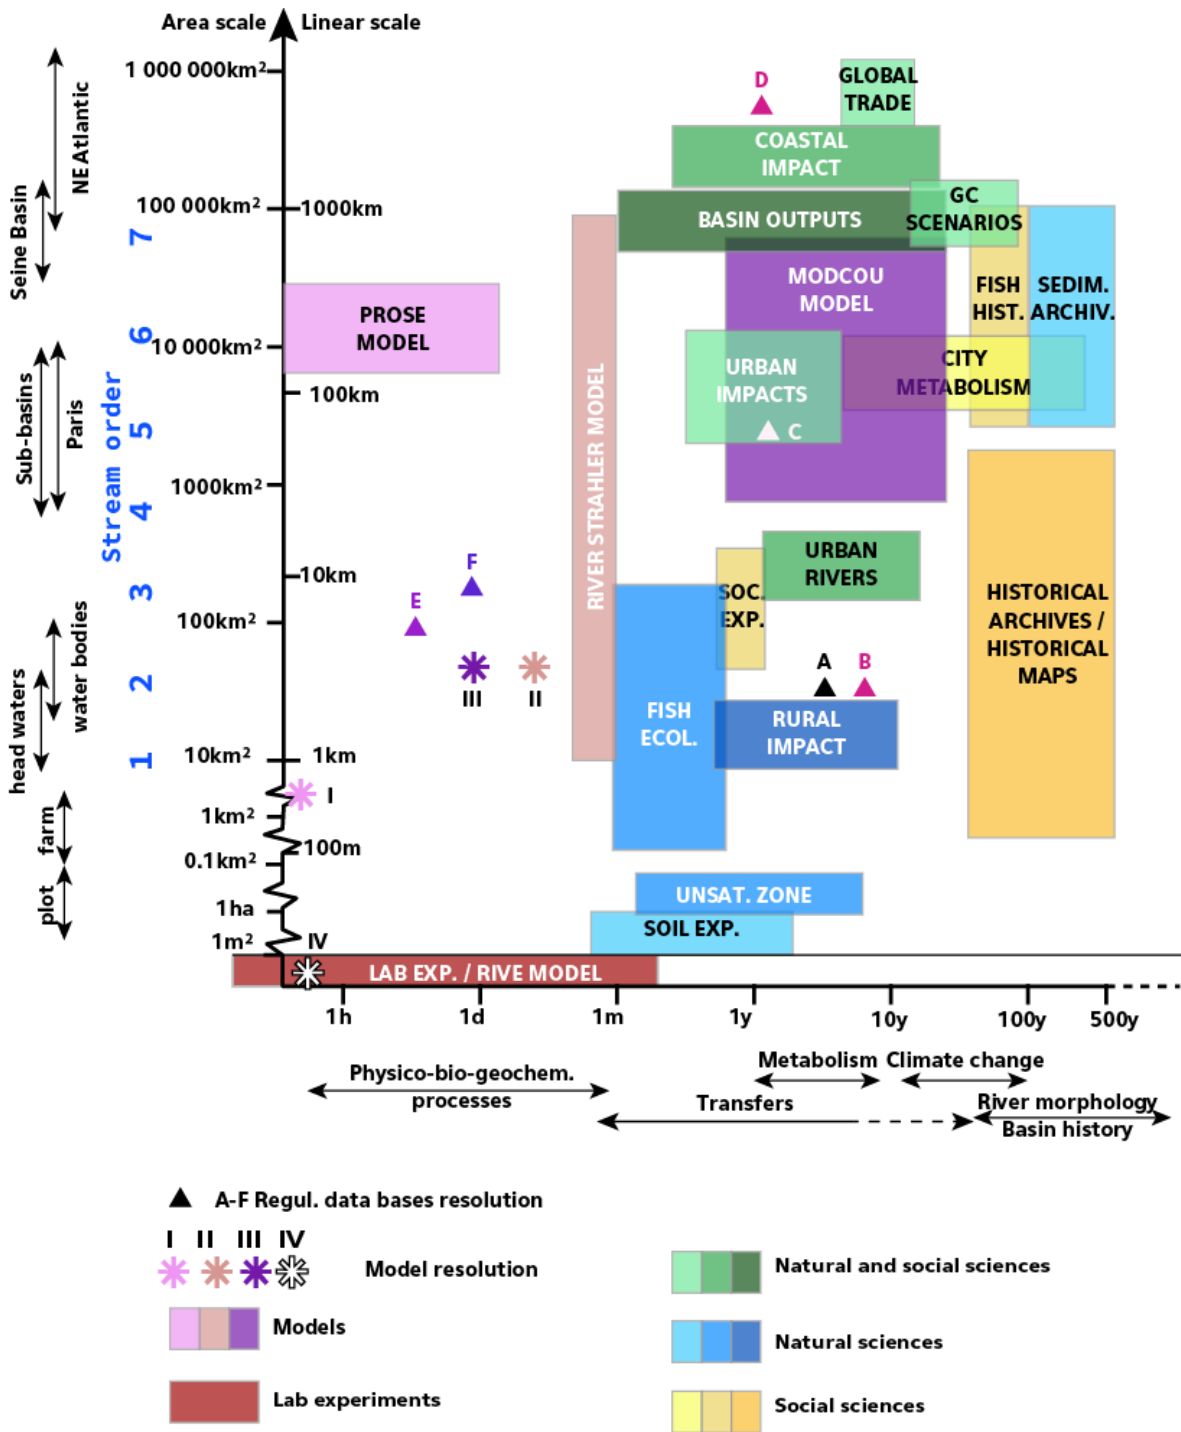 Area scale
Linear scale
1 000 000km²
100 000km²
1000km
10 000km²
100km
1000km²
10km
100km²
10km²
1km
1km²
100m
0.1km²
1ha
1m²
NE Atlantic
Seine Basin
Sub-basins
Paris
water bodies
head waters
farm
plot
Stream order
7
6
5
4
3
2
1
D
GLOBAL
TRADE
COASTAL
IMPACT
GC
SCENARIOS
BASIN OUTPUTS
MODCOU
MODEL
FISH
HIST.
SEDIM.
ARCHIV.
PROSE
MODEL
RIVER STRAHLER MODEL
URBAN
IMPACTS
C
CITY
METABOLISM
F
E
III
II
I
IV
SOC.
EXP.
URBAN
RIVERS
HISTORICAL
ARCHIVES /
HISTORICAL
MAPS
A
B
FISH
ECOL.
RURAL
IMPACT
UNSAT. ZONE
SOIL EXP.
LAB EXP. / RIVE MODEL
1h
1d
1m
1y
10y
100y
500y
Metabolism
Climate change
Physico-bio-geochem.
processes
Transfers
River morphology
Basin history
A-F Regul. data bases resolution
I II III IV
Model resolution
Models
Lab experiments
Natural and social sciences
Natural sciences
Social sciences